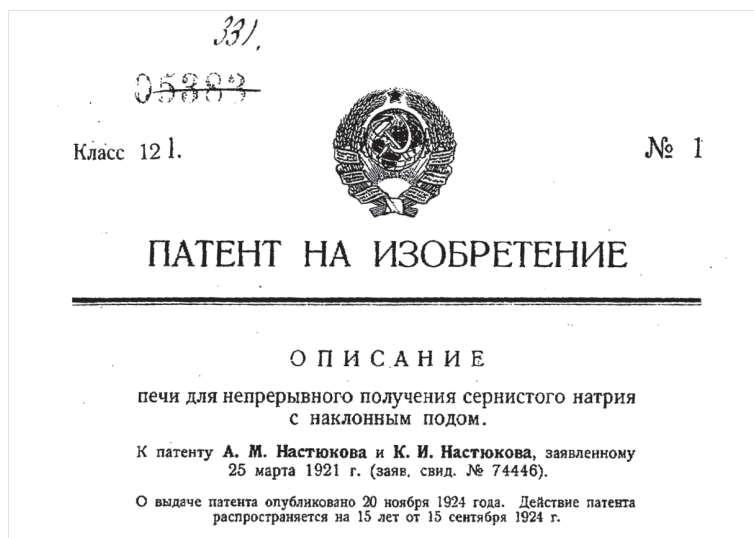 331.
05383
Класс 12 l.
№ 1
ПАТЕНТ НА ИЗОБРЕТЕНИЕ
ОПИСАНИЕ
печи для непрерывного получения сернистого натрия
с наклонным подом.
К патенту А. М. Настюкова и К. И. Настюкова, заявленному
25 марта 1921 г. (заяв. свид. № 74446).
О выдаче патента опубликовано 20 ноября 1924 года. Действие патента
распространяется на 15 лет от 15 сентября 1924 г.